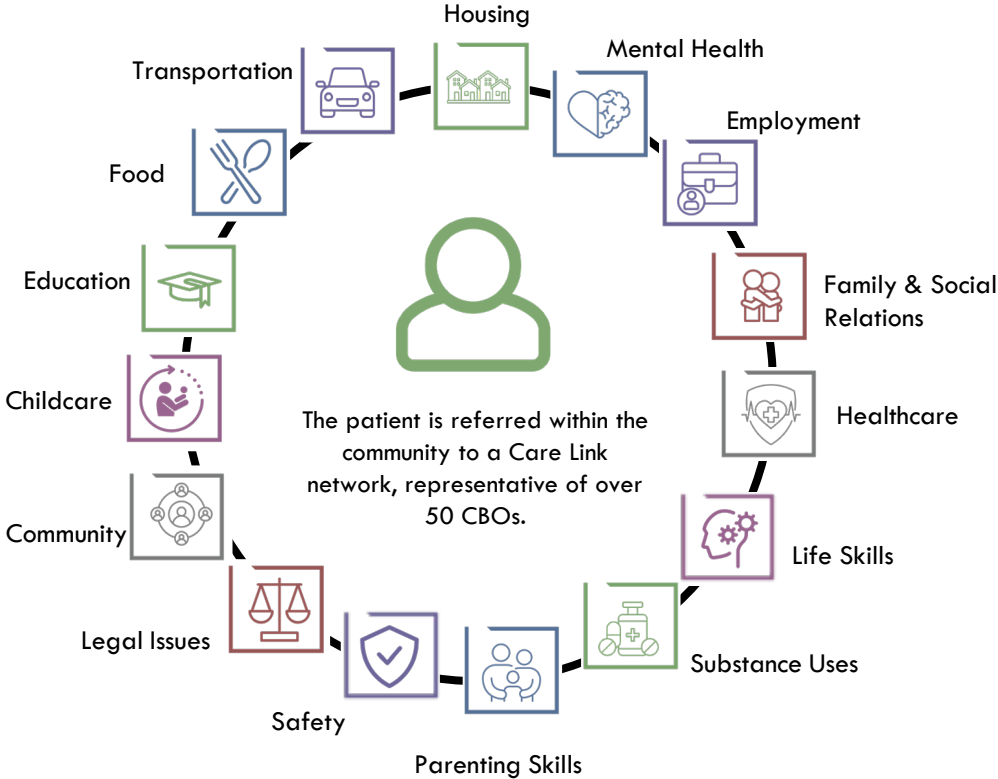 Housing
Mental Health
Transportation
Employment
Food
Education
Family & Social
Relations
Childcare
Healthcare
The patient is referred within the
community to a Care Link
network, representative of over
50 CBOs.
Community
Life Skills
Legal Issues
Substance Uses
Safety
Parenting Skills